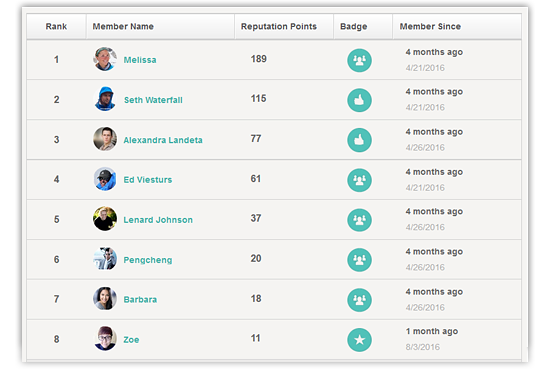 Rank Member Name Reputation Points Badge Member Since
1 Melissa 189 4 months ago
4/21/2016
2 Seth Waterfall 115 4 months ago
4/21/2016
3 Alexandra Landeta 77 4 months ago
4/26/2016
4 Ed Viesturs 61 4 months ago
4/21/2016
5 Lenard Johnson 37 4 months ago
4/26/2016
6 Pengcheng 20 4 months ago
4/26/2016
7 Barbara 18 4 months ago
4/26/2016
8 Zoe 11 1 month ago
8/3/2016